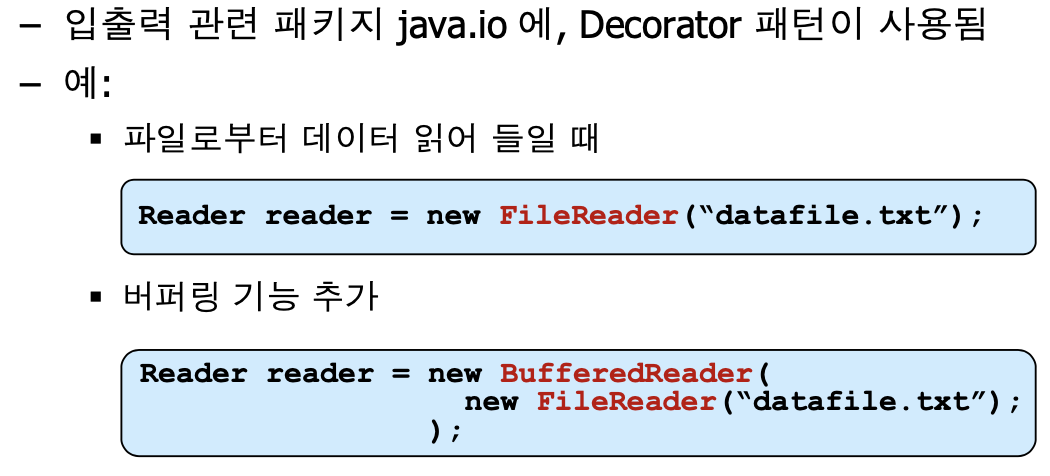 – 입출력 관련 패키지 java.io 에, Decorator 패턴이 사용됨
– 예:
▪ 파일로부터 데이터 읽어 들일 때
Reader reader = new FileReader(“datafile.txt”);
▪ 버퍼링 기능 추가
Reader reader = new BufferedReader(
new FileReader(“datafile.txt”);
);